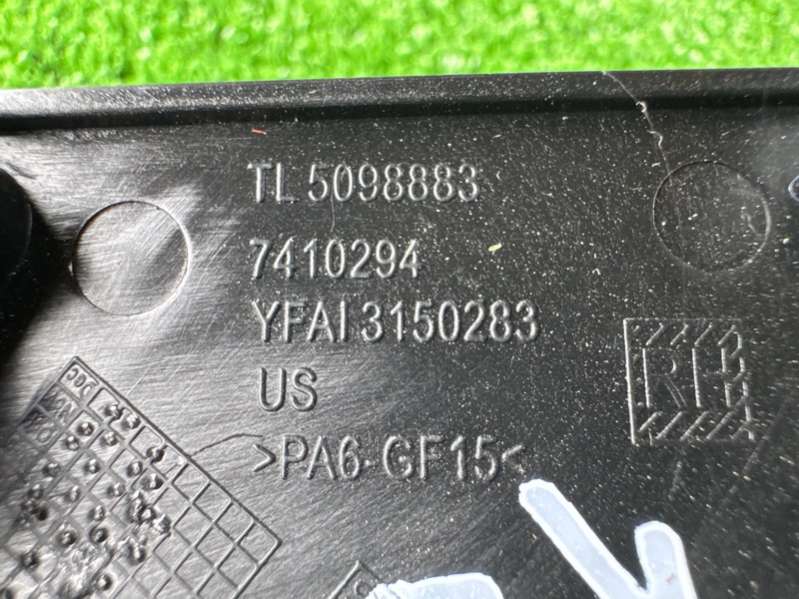 TL 5098883
7410294
YFAI 3150283
US
RH
>PA6-GF15<